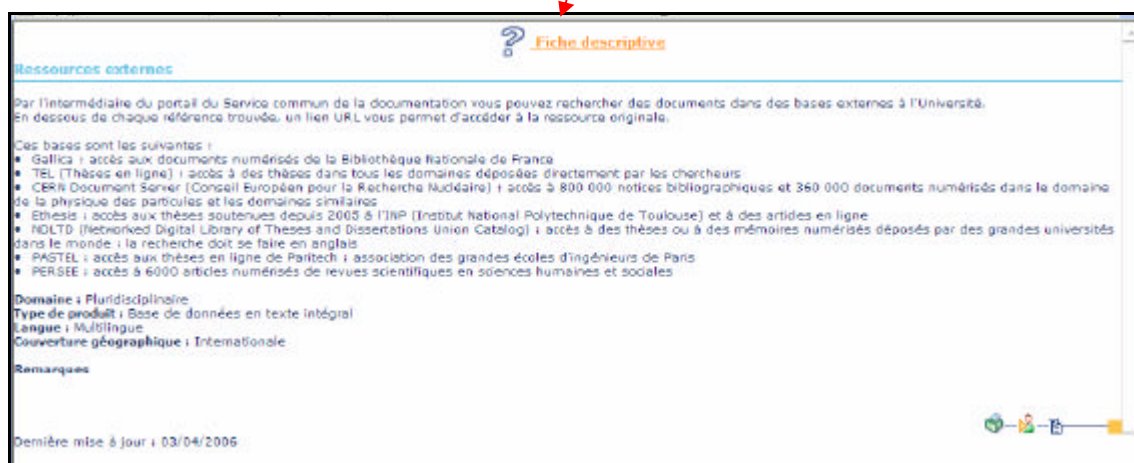 Fiche descriptive
Ressources externes
Par l'intermédiaire du portail du Service commun de la documentation vous pouvez rechercher des documents dans des bases externes à l'Université.
En dessous de chaque référence trouvée, un lien URL vous permet d'accéder à la ressource originale.
Ces bases sont les suivantes :
• Gallica : accès aux documents numérisés de la Bibliothèque Nationale de France
• TEL (Thèses en ligne) : accès à des thèses dans tous les domaines déposées directement par les chercheurs
• CERN Document Server (Conseil Européen pour la Recherche Nucléaire) : accès à 800 000 notices bibliographiques et 360 000 documents numérisés dans le domaine
de la physique des particules et les domaines similaires
• Ethesis : accès aux thèses soutenues depuis 2005 à l'INP (Institut National Polytechnique de Toulouse) et à des articles en ligne
• NDLTD (Networked Digital Library of Theses and Dissertations Union Catalog) : accès à des thèses ou à des mémoires numérisés déposés par des grandes universités
dans le monde : la recherche doit se faire en anglais
• PASTEL : accès aux thèses en ligne de Paritech : association des grandes écoles d'ingénieurs de Paris
• PERSEE : accès à 6000 articles numérisés de revues scientifiques en sciences humaines et sociales
Domaine : Pluridisciplinaire
Type de produit : Base de données en texte intégral
Langue : Multilingue
Couverture géographique : Internationale
Remarques
Dernière mise à jour : 03/04/2006